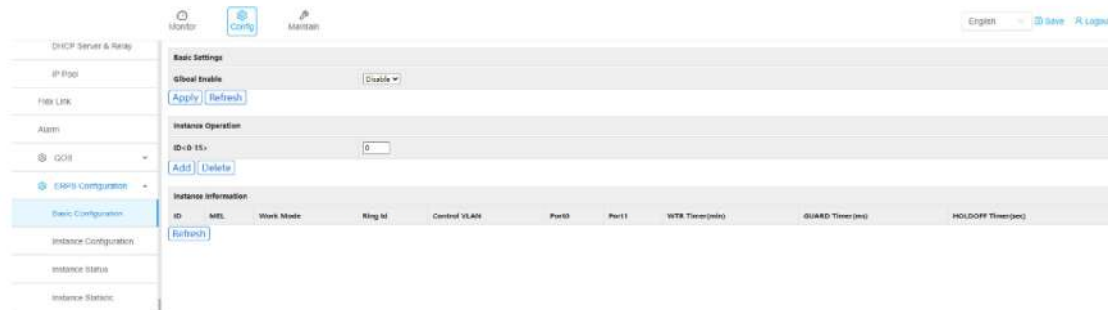 Monitor
Config
Maintain
English
Save
Logou
DHCP Server & Relay
IP Pool
Flex Link
Alarm
QOS
ERPS Configuration
Basic Configuration
Instance Configuration
Instance Status
Instance Statistic
Basic Settings
Glboal Enable
Disable
Apply Refresh
Instance Operation
ID<0-15>
0
Add Delete
Instance Information
ID MEL Work Mode Ring Id Control VLAN Port0 Port1 WTR Timer(min) GUARD Timer(ms) HOLDOFF Timer(sec)
Refresh